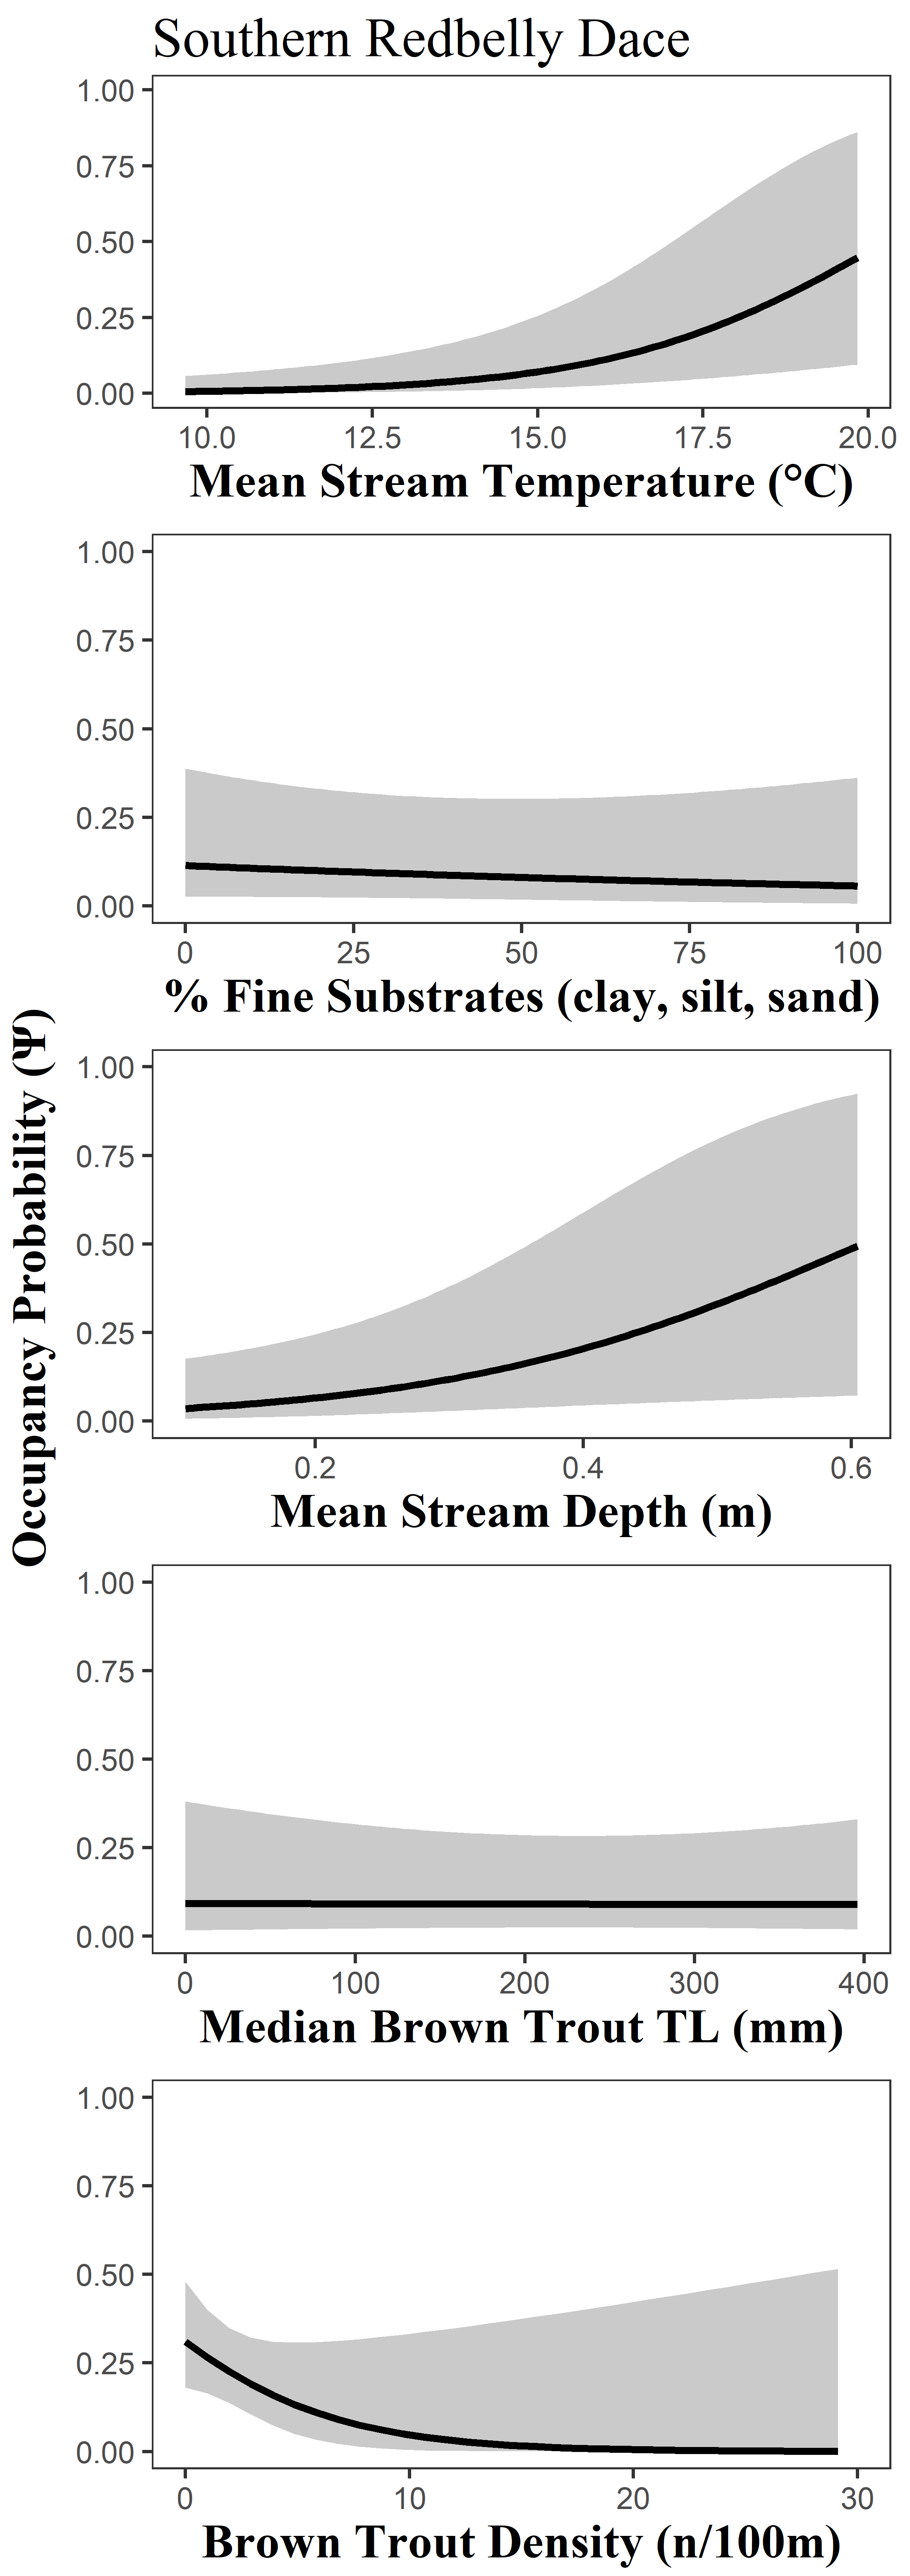 Southern Redbelly Dace
1.00
0.75
0.50
0.25
0.00
10.0 12.5 15.0 17.5 20.0
Mean Stream Temperature (°C)
1.00
0.75
0.50
0.25
0.00
0 25 50 75 100
% Fine Substrates (clay, silt, sand)
Occupancy Probability (Ψ)
1.00
0.75
0.50
0.25
0.00
0.2 0.4 0.6
Mean Stream Depth (m)
1.00
0.75
0.50
0.25
0.00
0 100 200 300 400
Median Brown Trout TL (mm)
1.00
0.75
0.50
0.25
0.00
0 10 20 30
Brown Trout Density (n/100m)